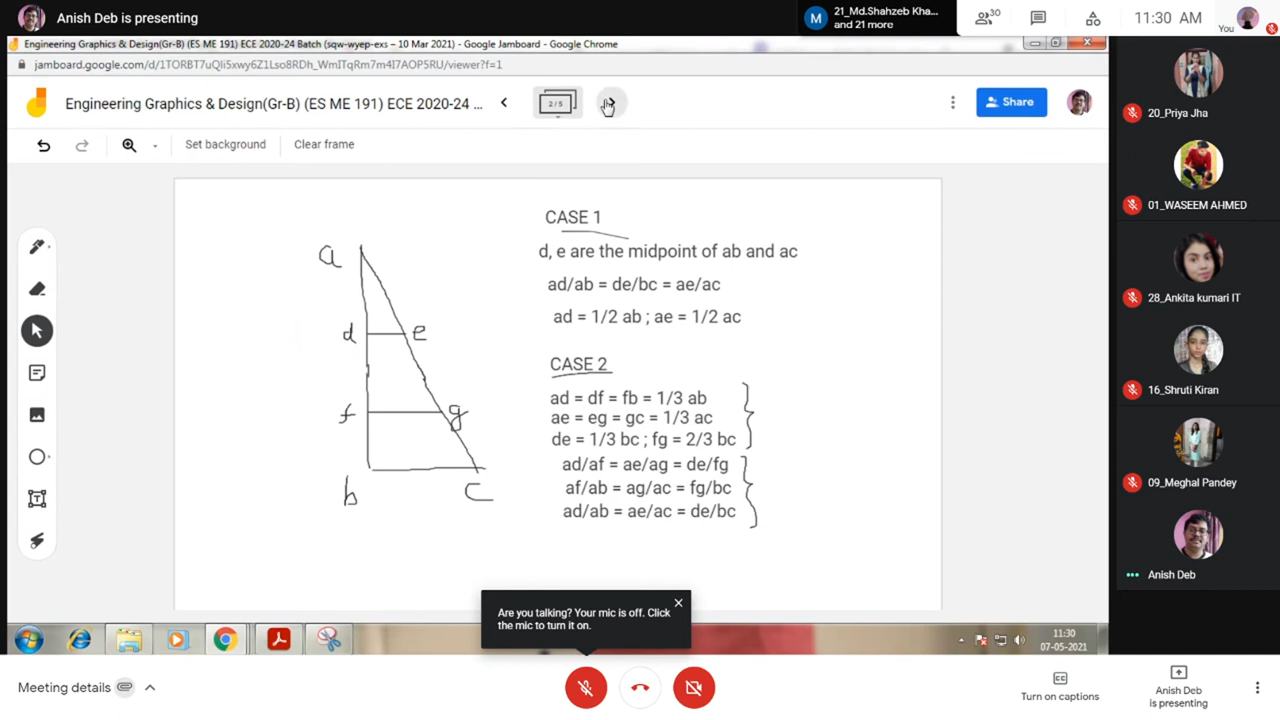 Anish Deb is presenting
M
21_Md.Shahzeb Kha...
and 21 more
30
11:30 AM
You
Engineering Graphics & Design(Gr-B) (ES ME 191) ECE 2020-24 Batch (sqw-wyep-exs – 10 Mar 2021) - Google Jamboard - Google Chrome
jamboard.google.com/d/1TORBT7uQli5xwy6Z1Lso8RDh_WmITqRm7m4I7AOP5RU/viewer?f=1
Engineering Graphics & Design(Gr-B) (ES ME 191) ECE 2020-24 ...
2/5
Share
Set background
Clear frame
CASE 1
d, e are the midpoint of ab and ac
ad/ab = de/bc = ae/ac
ad = 1/2 ab ; ae = 1/2 ac
CASE 2
ad = df = fb = 1/3 ab
ae = eg = gc = 1/3 ac
de = 1/3 bc ; fg = 2/3 bc
ad/af = ae/ag = de/fg
af/ab = ag/ac = fg/bc
ad/ab = ae/ac = de/bc
a
d
e
f
g
b
c
20_Priya Jha
01_WASEEM AHMED
28_Ankita kumari IT
16_Shruti Kiran
09_Meghal Pandey
Anish Deb
Are you talking? Your mic is off. Click
the mic to turn it on.
11:30
07-05-2021
Meeting details
Turn on captions
Anish Deb
is presenting